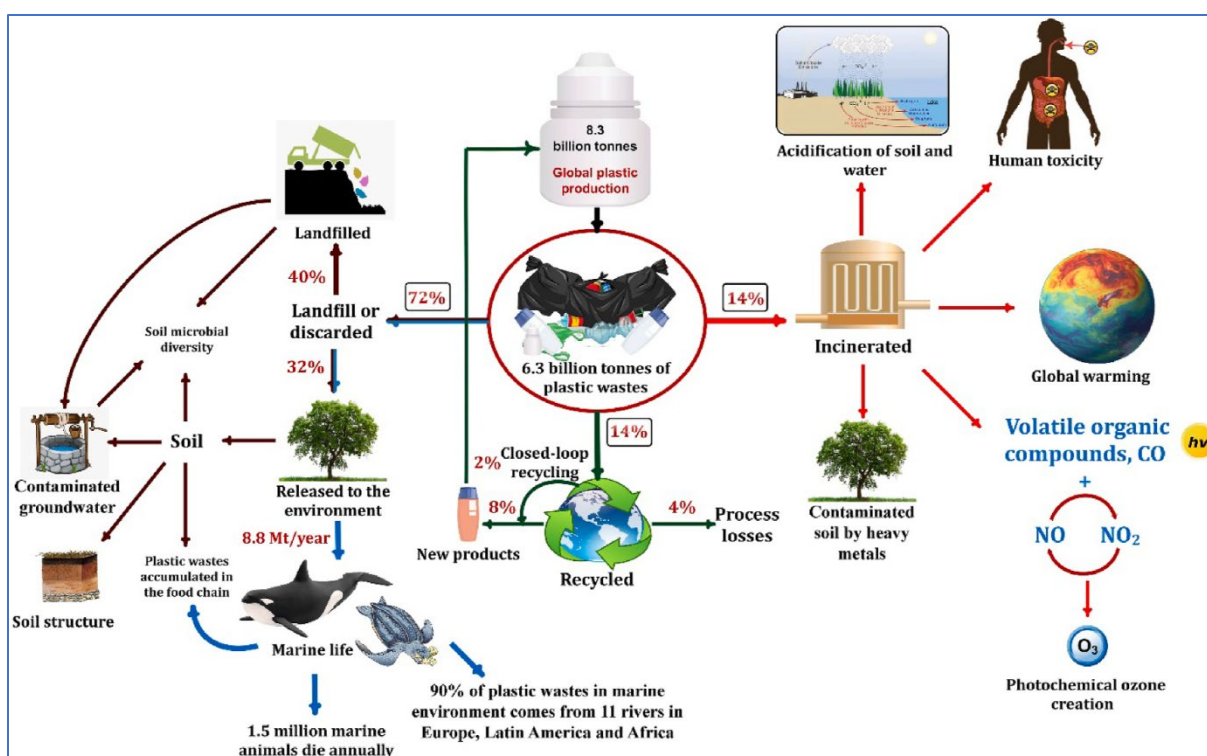 8.3
billion tonnes
Global plastic
production
Acidification of soil and
water
Human toxicity
Landfilled
40%
72%
14%
Landfill or
discarded
Soil microbial
diversity
32%
6.3 billion tonnes of
plastic wastes
Incinerated
Global warming
14%
Soil
Closed-loop
recycling
2%
Volatile organic
compounds, CO
hv
+
Contaminated
groundwater
Released to the
environment
8%
4%
Process
losses
New products
Recycled
Contaminated
soil by heavy
metals
NO
NO₂
8.8 Mt/year
Plastic wastes
accumulated in
the food chain
Soil structure
Marine life
O₃
Photochemical ozone
creation
90% of plastic wastes in marine
environment comes from 11 rivers in
Europe, Latin America and Africa
1.5 million marine
animals die annually